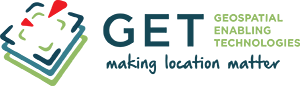 GET
GEOSPATIAL
ENABLING
TECHNOLOGIES
making location matter